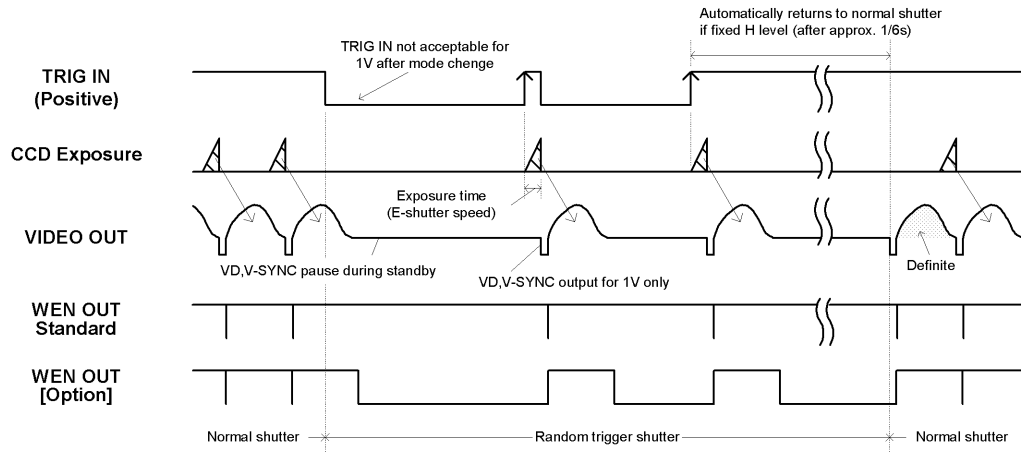 Automatically returns to normal shutter
if fixed H level (after approx. 1/6s)
TRIG IN not acceptable for
1V after mode chenge
TRIG IN
(Positive)
CCD Exposure
Exposure time
(E-shutter speed)
VIDEO OUT
VD,V-SYNC pause during standby
VD,V-SYNC output for 1V only
Definite
WEN OUT
Standard
WEN OUT
[Option]
Normal shutter
Random trigger shutter
Normal shutter